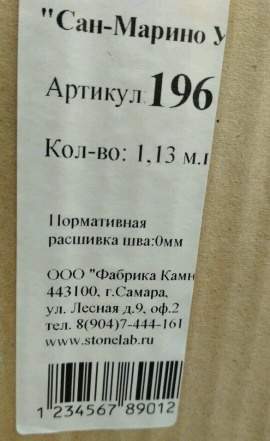 "Сан-Марино У
Артикул 196
Кол-во: 1,13 м.п
Нормативная
расшивка шва:0мм
ООО "Фабрика Камн
443100, г.Самара,
ул. Лесная д.9, оф.2
тел. 8(904)7-444-161
www.stonelab.ru
1 234567 89012